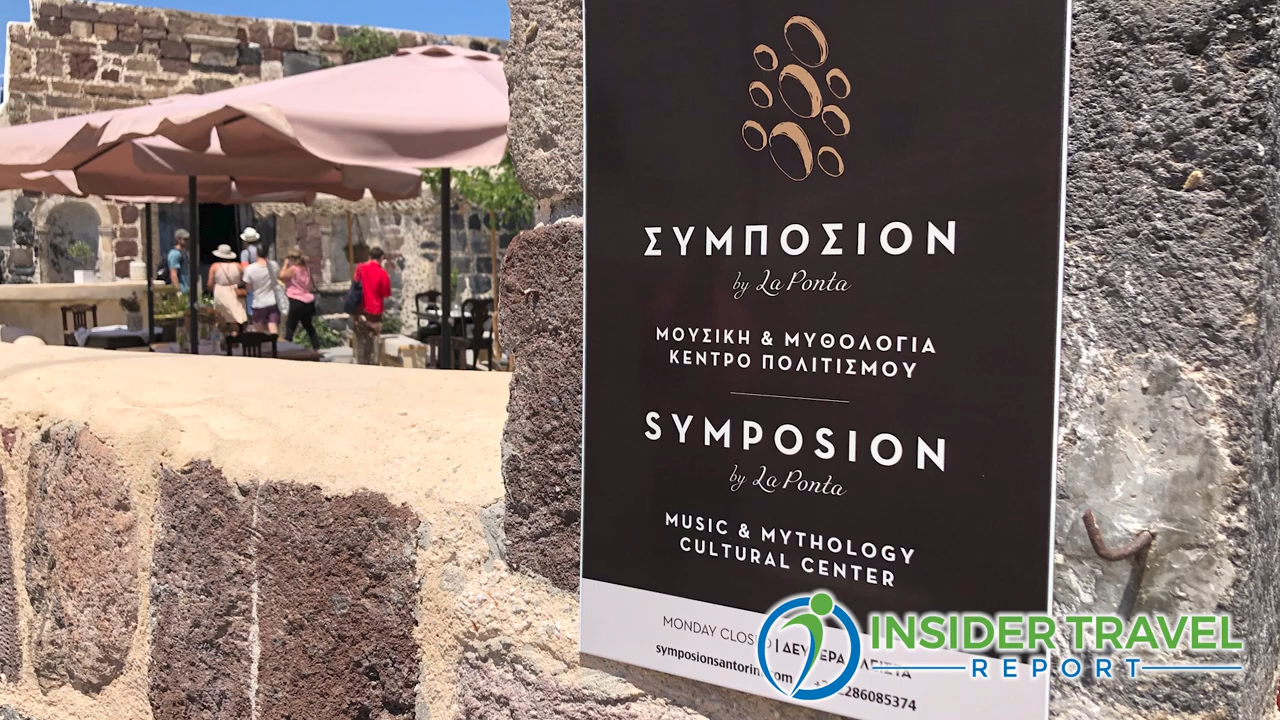 ΣΥΜΠΟΣΙΟΝ
by La Ponta
ΜΟΥΣΙΚΗ & ΜΥΘΟΛΟΓΙΑ
ΚΕΝΤΡΟ ΠΟΛΙΤΙΣΜΟΥ
SYMPOSION
by La Ponta
MUSIC & MYTHOLOGY
CULTURAL CENTER
MONDAY |
INSIDER TRAVEL
REPORT